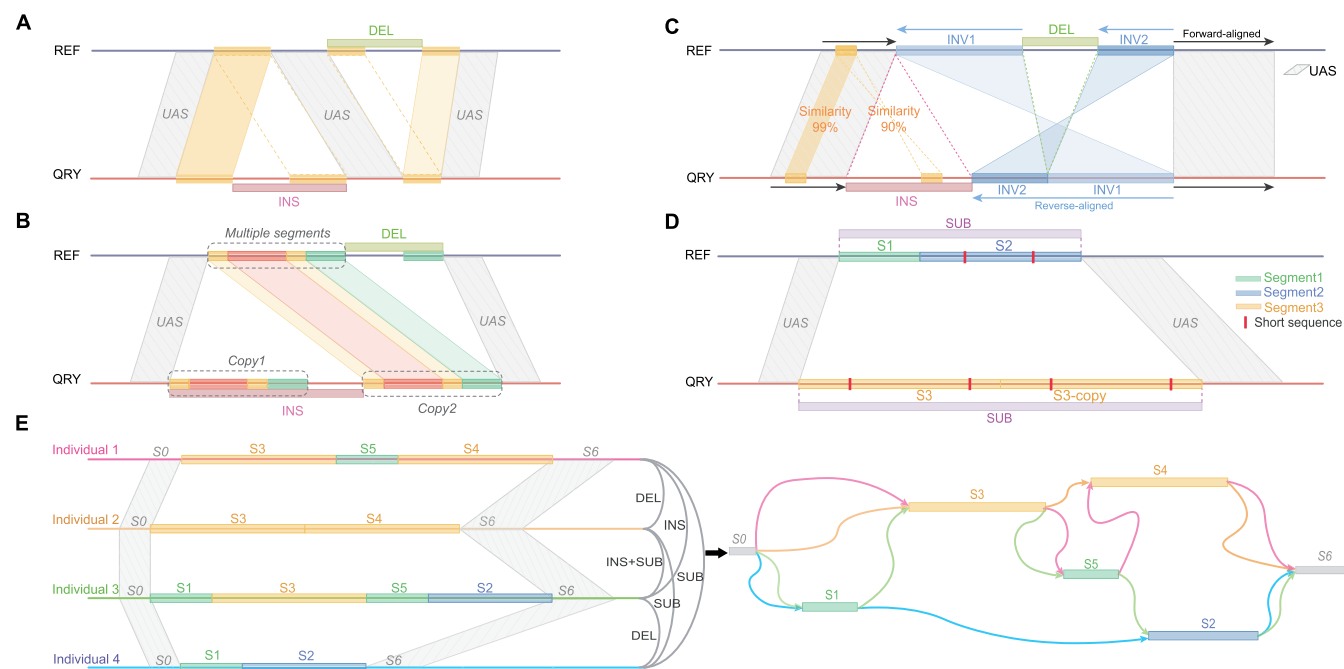 A
DEL
REF
UAS
UAS
UAS
QRY
INS
B
Multiple segments
DEL
REF
UAS
UAS
Copy1
QRY
INS
Copy2
C
DEL
INV1
INV2
Forward-aligned
REF
UAS
Similarity
99%
Similarity
90%
QRY
INS
INV2
INV1
Reverse-aligned
D
SUB
S1
S2
REF
UAS
UAS
Segment1
Segment2
Segment3
Short sequence
QRY
S3
S3-copy
SUB
E
Individual 1
S0
S3
S5
S4
S6
Individual 2
S0
S3
S4
S6
Individual 3
S0
S1
S3
S5
S2
S6
Individual 4
S0
S1
S2
S6
DEL
INS
INS+SUB
SUB
SUB
DEL
S0
S3
S4
S5
S6
S1
S2